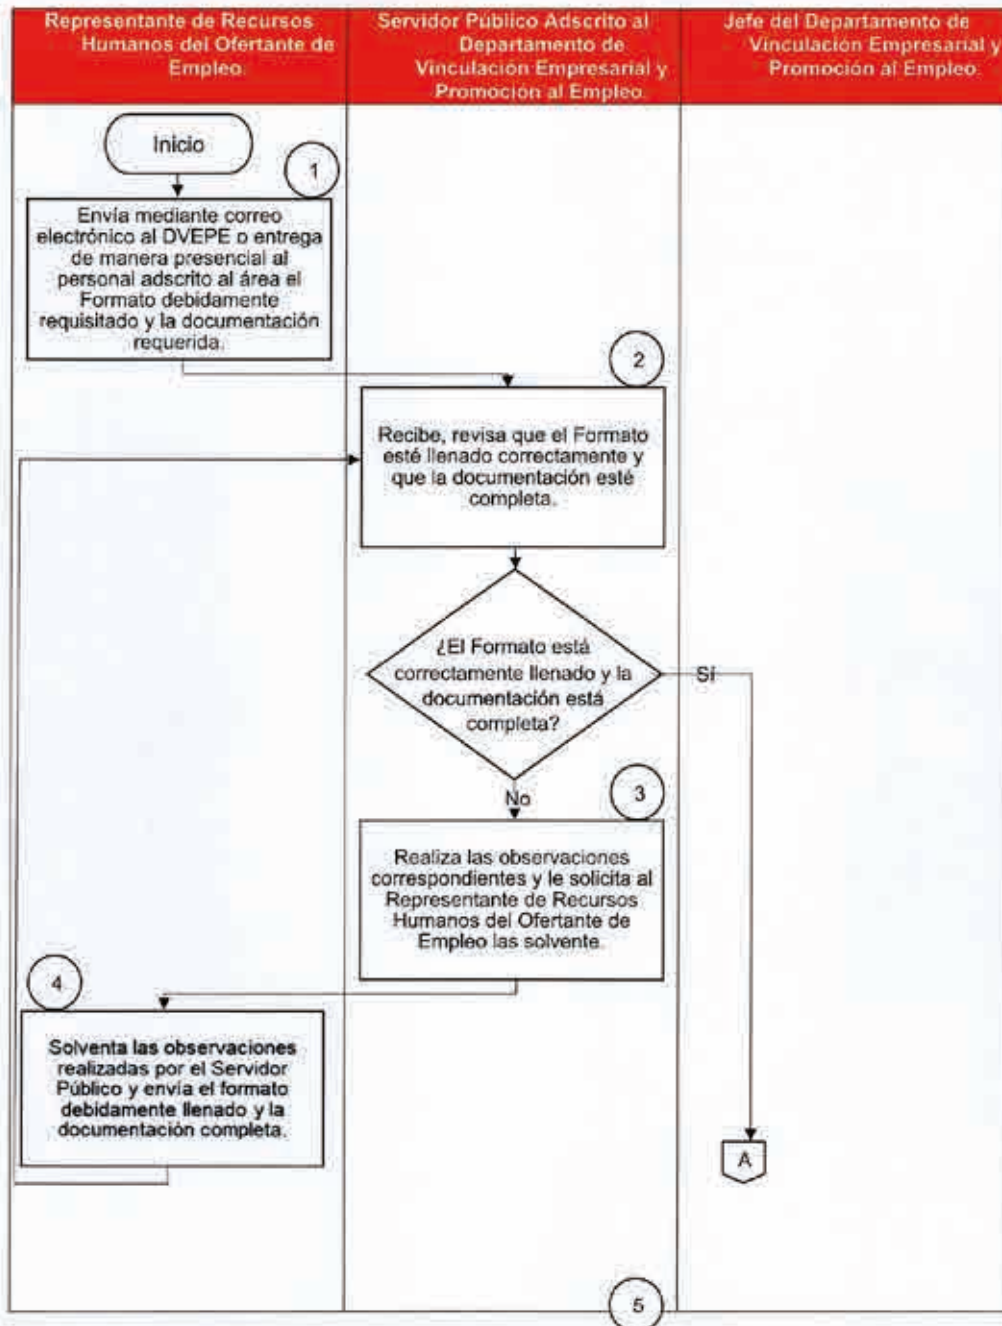 Representante de Recursos
Humanos del Ofertante de
Empleo.
Servidor Público Adscrito al
Departamento de
Vinculación Empresarial y
Promoción al Empleo.
Jefe del Departamento de
Vinculación Empresarial y
Promoción al Empleo.
Inicio
1
Envía mediante correo
electrónico al DVEPE o entrega
de manera presencial al
personal adscrito al área el
Formato debidamente
requisitado y la documentación
requerida.
2
Recibe, revisa que el Formato
esté llenado correctamente y
que la documentación esté
completa.
¿El Formato está
correctamente llenado y la
documentación está
completa?
Sí
No
3
Realiza las observaciones
correspondientes y le solicita al
Representante de Recursos
Humanos del Ofertante de
Empleo las solvente.
4
Solventa las observaciones
realizadas por el Servidor
Público y envía el formato
debidamente llenado y la
documentación completa.
A
5